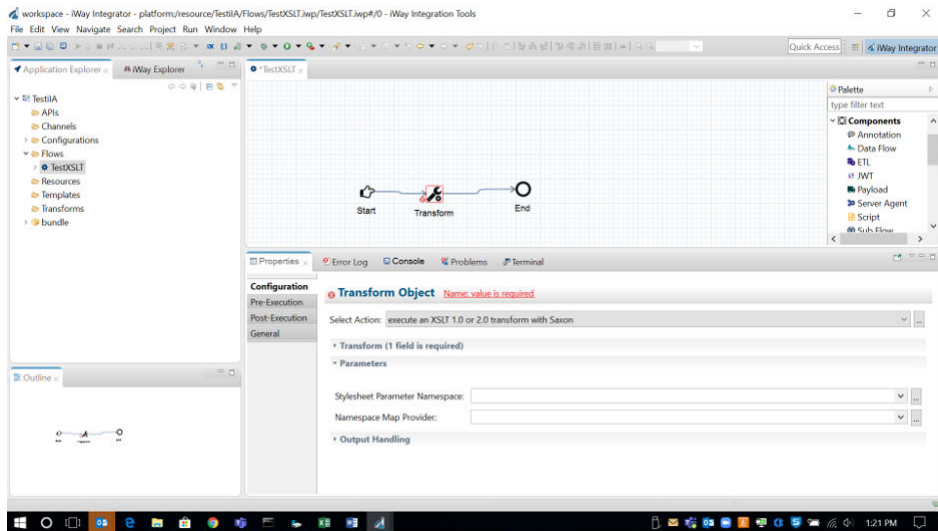 workspace - iWay Integrator - platform:/resource/TestiIA/Flows/TestXSLT.iwp/TestXSLT.iwp#/0 - iWay Integration Tools
File Edit View Navigate Search Project Run Window Help
Quick Access
iWay Integrator
Application Explorer
iWay Explorer
*TestXSLT
TestiIA
APIs
Channels
Configurations
Flows
TestXSLT
Resources
Templates
Transforms
bundle
Start
Transform
End
Palette
type filter text
Components
Annotation
Data Flow
ETL
JWT
Payload
Server Agent
Script
Sub Flow
Properties
Error Log
Console
Problems
Terminal
Configuration
Pre-Execution
Post-Execution
General
Transform Object Name: value is required
Select Action: execute an XSLT 1.0 or 2.0 transform with Saxon
...
Transform (1 field is required)
Parameters
Stylesheet Parameter Namespace:
...
Namespace Map Provider:
...
Output Handling
Outline
1:21 PM